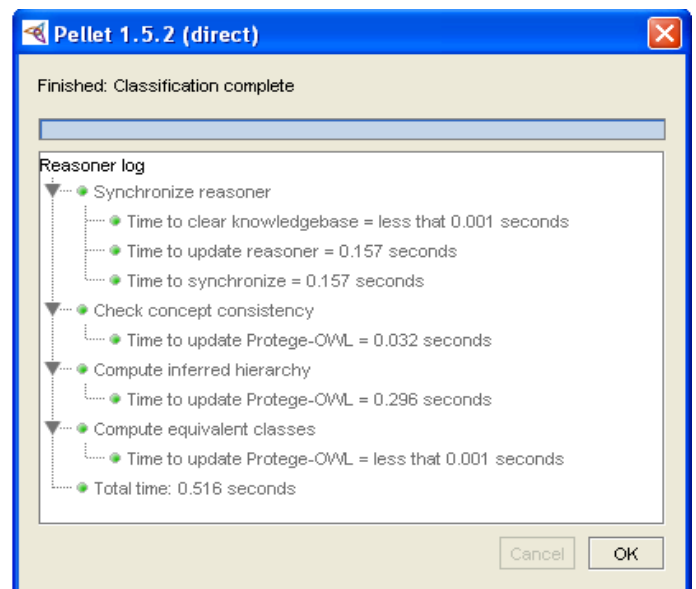 Pellet 1.5.2 (direct)
Finished: Classification complete
Reasoner log
Synchronize reasoner
Time to clear knowledgebase = less that 0.001 seconds
Time to update reasoner = 0.157 seconds
Time to synchronize = 0.157 seconds
Check concept consistency
Time to update Protege-OWL = 0.032 seconds
Compute inferred hierarchy
Time to update Protege-OWL = 0.296 seconds
Compute equivalent classes
Time to update Protege-OWL = less that 0.001 seconds
Total time: 0.516 seconds
Cancel OK